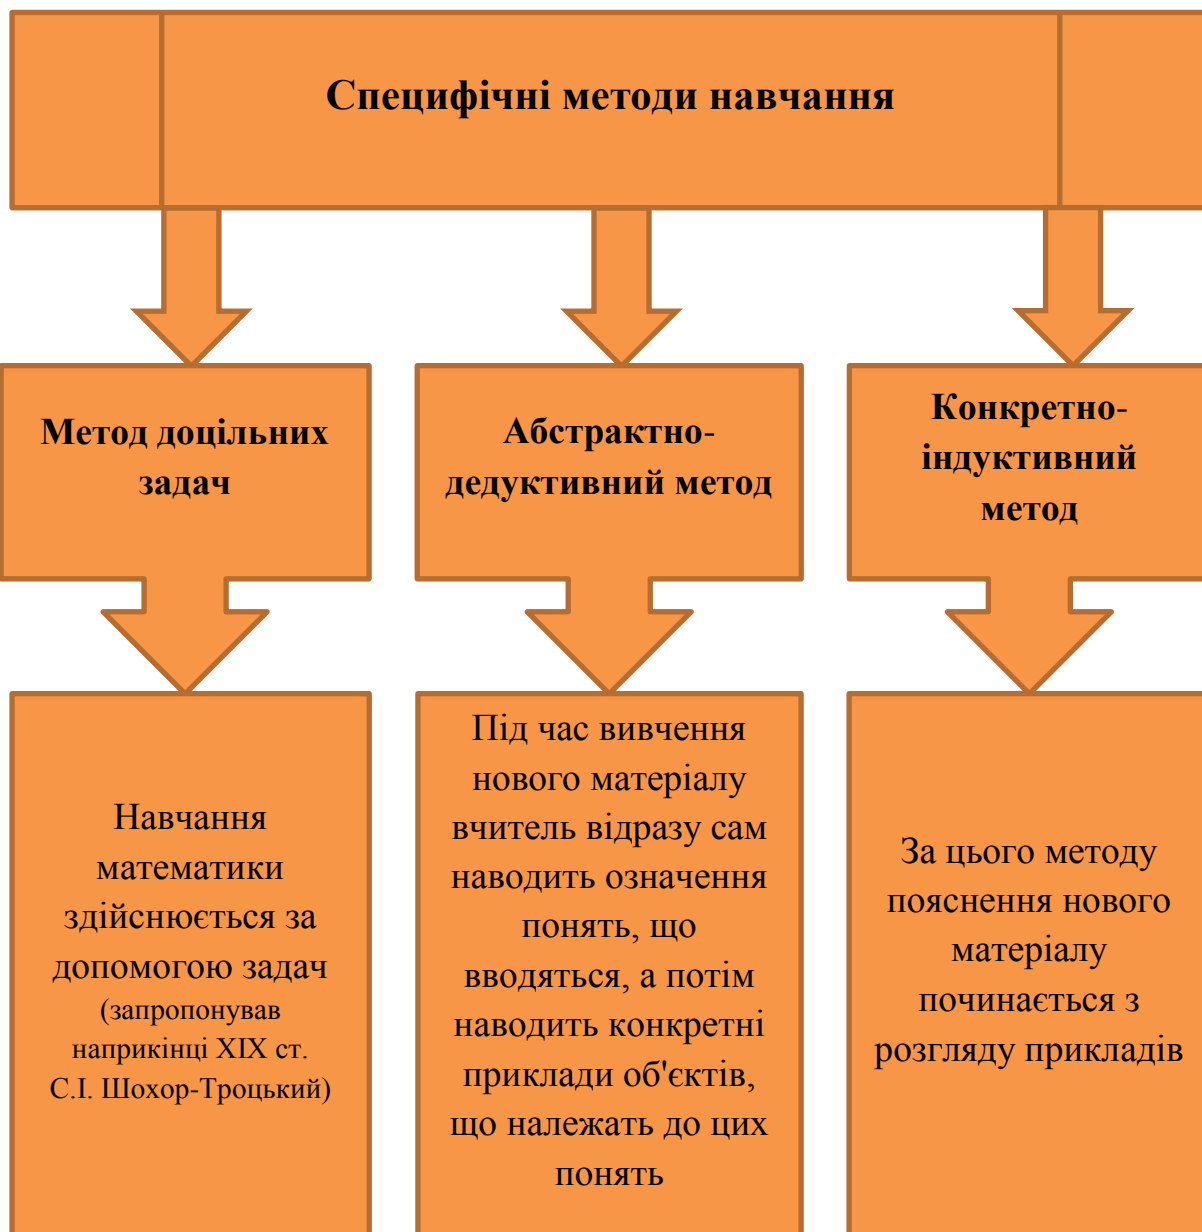 Специфічні методи навчання
Метод доцільних
задач
Абстрактно-
дедуктивний метод
Конкретно-
індуктивний
метод
Навчання
математики
здійснюється за
допомогою задач
(запропонував
наприкінці XIX ст.
С.І. Шохор-Троцький)
Під час вивчення
нового матеріалу
вчитель відразу сам
наводить означення
понять, що
вводяться, а потім
наводить конкретні
приклади об'єктів,
що належать до цих
понять
За цього методу
пояснення нового
матеріалу
починається з
розгляду прикладів